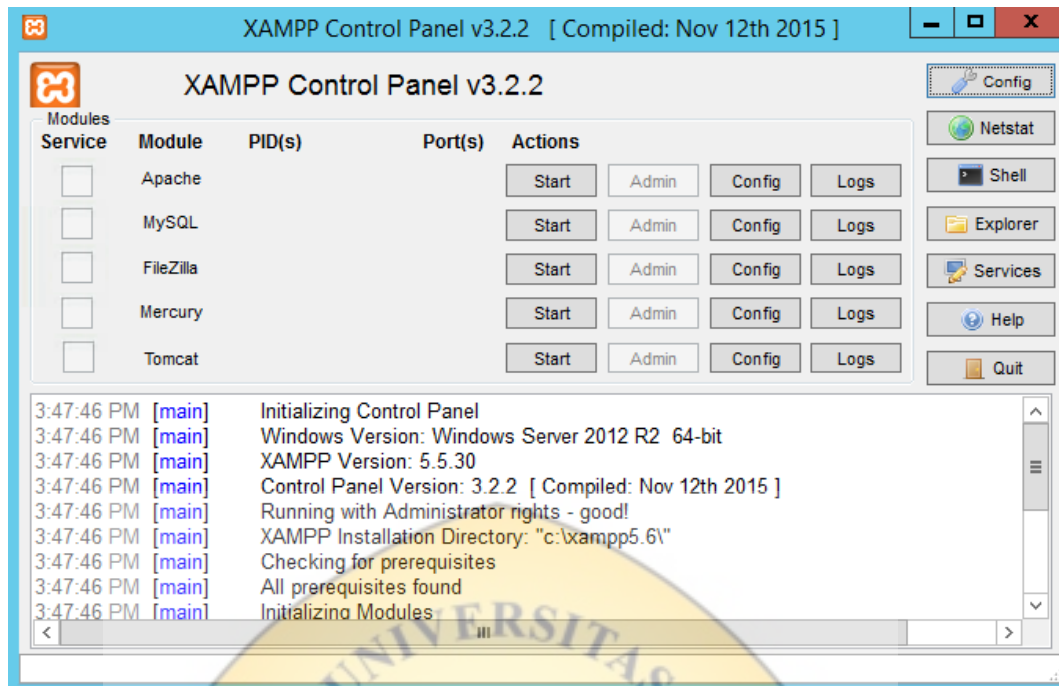 XAMPP Control Panel v3.2.2 [ Compiled: Nov 12th 2015 ]
XAMPP Control Panel v3.2.2
Config
Modules
Service Module PID(s) Port(s) Actions
Netstat
Apache Start Admin Config Logs
Shell
MySQL Start Admin Config Logs
Explorer
FileZilla Start Admin Config Logs
Services
Mercury Start Admin Config Logs
Help
Tomcat Start Admin Config Logs
Quit
3:47:46 PM [main] Initializing Control Panel
3:47:46 PM [main] Windows Version: Windows Server 2012 R2 64-bit
3:47:46 PM [main] XAMPP Version: 5.5.30
3:47:46 PM [main] Control Panel Version: 3.2.2 [ Compiled: Nov 12th 2015 ]
3:47:46 PM [main] Running with Administrator rights - good!
3:47:46 PM [main] XAMPP Installation Directory: "c:\xampp5.6\"
3:47:46 PM [main] Checking for prerequisites
3:47:46 PM [main] All prerequisites found
3:47:46 PM [main] Initializing Modules
UNIVERSITAS